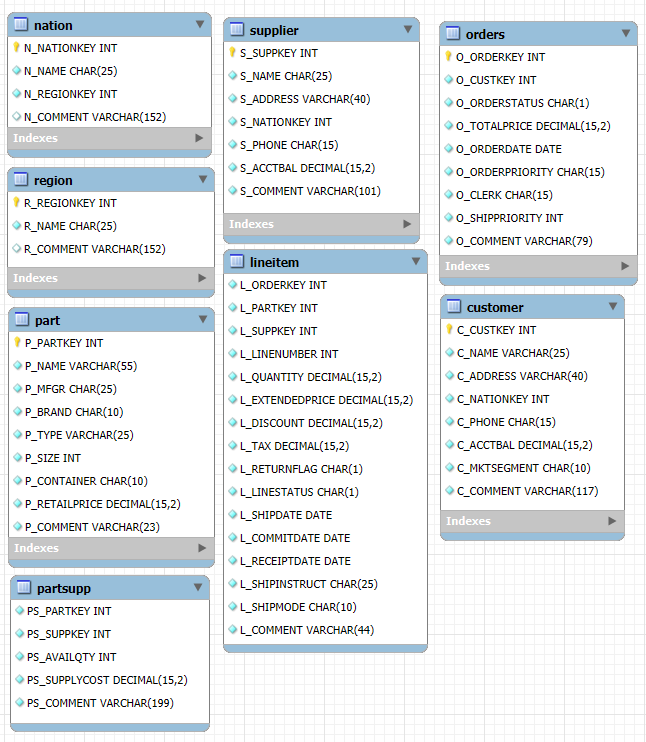 nation
N_NATIONKEY INT
N_NAME CHAR(25)
N_REGIONKEY INT
N_COMMENT VARCHAR(152)
Indexes
region
R_REGIONKEY INT
R_NAME CHAR(25)
R_COMMENT VARCHAR(152)
Indexes
part
P_PARTKEY INT
P_NAME VARCHAR(55)
P_MFGR CHAR(25)
P_BRAND CHAR(10)
P_TYPE VARCHAR(25)
P_SIZE INT
P_CONTAINER CHAR(10)
P_RETAILPRICE DECIMAL(15,2)
P_COMMENT VARCHAR(23)
Indexes
partsupp
PS_PARTKEY INT
PS_SUPPKEY INT
PS_AVAILQTY INT
PS_SUPPLYCOST DECIMAL(15,2)
PS_COMMENT VARCHAR(199)
supplier
S_SUPPKEY INT
S_NAME CHAR(25)
S_ADDRESS VARCHAR(40)
S_NATIONKEY INT
S_PHONE CHAR(15)
S_ACCTBAL DECIMAL(15,2)
S_COMMENT VARCHAR(101)
Indexes
lineitem
L_ORDERKEY INT
L_PARTKEY INT
L_SUPPKEY INT
L_LINENUMBER INT
L_QUANTITY DECIMAL(15,2)
L_EXTENDEDPRICE DECIMAL(15,2)
L_DISCOUNT DECIMAL(15,2)
L_TAX DECIMAL(15,2)
L_RETURNFLAG CHAR(1)
L_LINESTATUS CHAR(1)
L_SHIPDATE DATE
L_COMMITDATE DATE
L_RECEIPTDATE DATE
L_SHIPINSTRUCT CHAR(25)
L_SHIPMODE CHAR(10)
L_COMMENT VARCHAR(44)
orders
O_ORDERKEY INT
O_CUSTKEY INT
O_ORDERSTATUS CHAR(1)
O_TOTALPRICE DECIMAL(15,2)
O_ORDERDATE DATE
O_ORDERPRIORITY CHAR(15)
O_CLERK CHAR(15)
O_SHIPPRIORITY INT
O_COMMENT VARCHAR(79)
Indexes
customer
C_CUSTKEY INT
C_NAME VARCHAR(25)
C_ADDRESS VARCHAR(40)
C_NATIONKEY INT
C_PHONE CHAR(15)
C_ACCTBAL DECIMAL(15,2)
C_MKTSEGMENT CHAR(10)
C_COMMENT VARCHAR(117)
Indexes